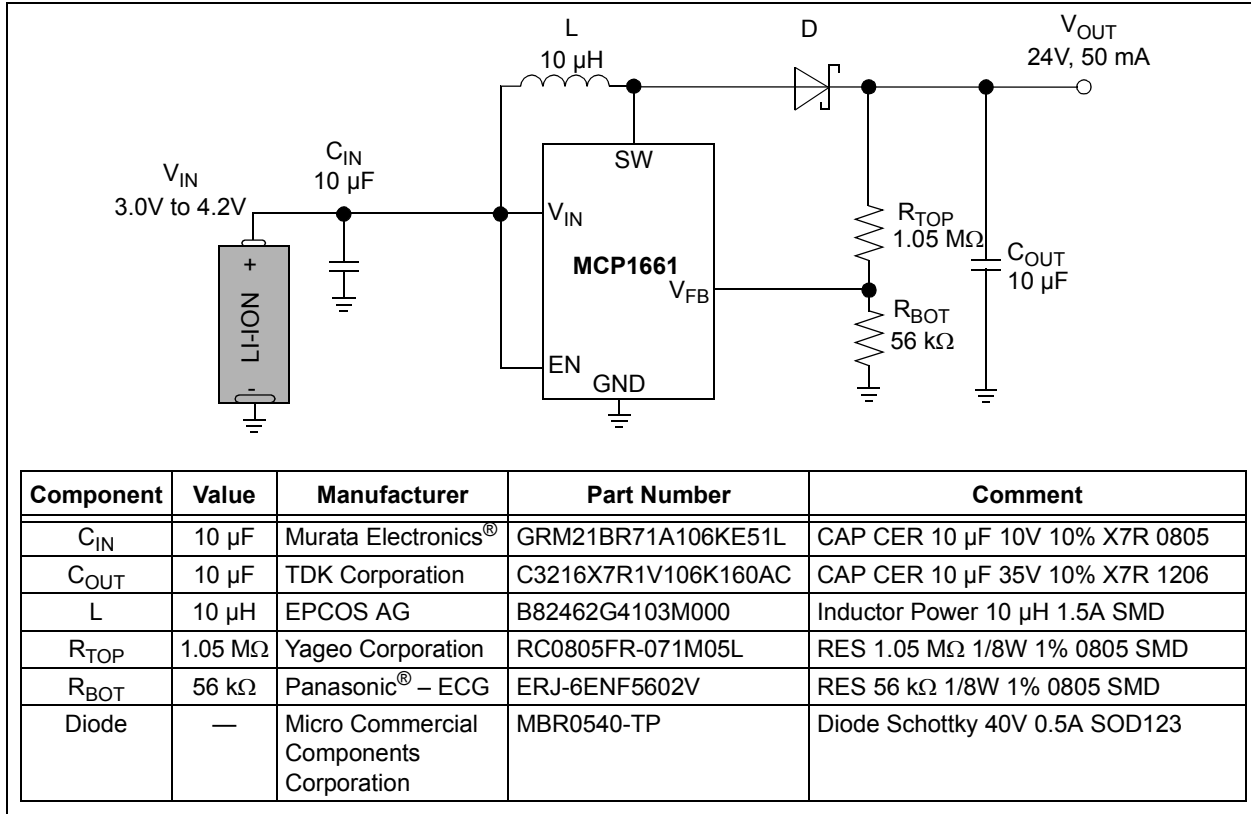 L
10 µH
D
V_OUT
24V, 50 mA
C_IN
10 µF
V_IN
3.0V to 4.2V
SW
V_IN
MCP1661
V_FB
EN
GND
R_TOP
1.05 MΩ
C_OUT
10 µF
R_BOT
56 kΩ
+
LI-ION
-
Component Value Manufacturer Part Number Comment
C_IN 10 µF Murata Electronics® GRM21BR71A106KE51L CAP CER 10 µF 10V 10% X7R 0805
C_OUT 10 µF TDK Corporation C3216X7R1V106K160AC CAP CER 10 µF 35V 10% X7R 1206
L 10 µH EPCOS AG B82462G4103M000 Inductor Power 10 µH 1.5A SMD
R_TOP 1.05 MΩ Yageo Corporation RC0805FR-071M05L RES 1.05 MΩ 1/8W 1% 0805 SMD
R_BOT 56 kΩ Panasonic® – ECG ERJ-6ENF5602V RES 56 kΩ 1/8W 1% 0805 SMD
Diode — Micro Commercial MBR0540-TP Diode Schottky 40V 0.5A SOD123
Components
Corporation